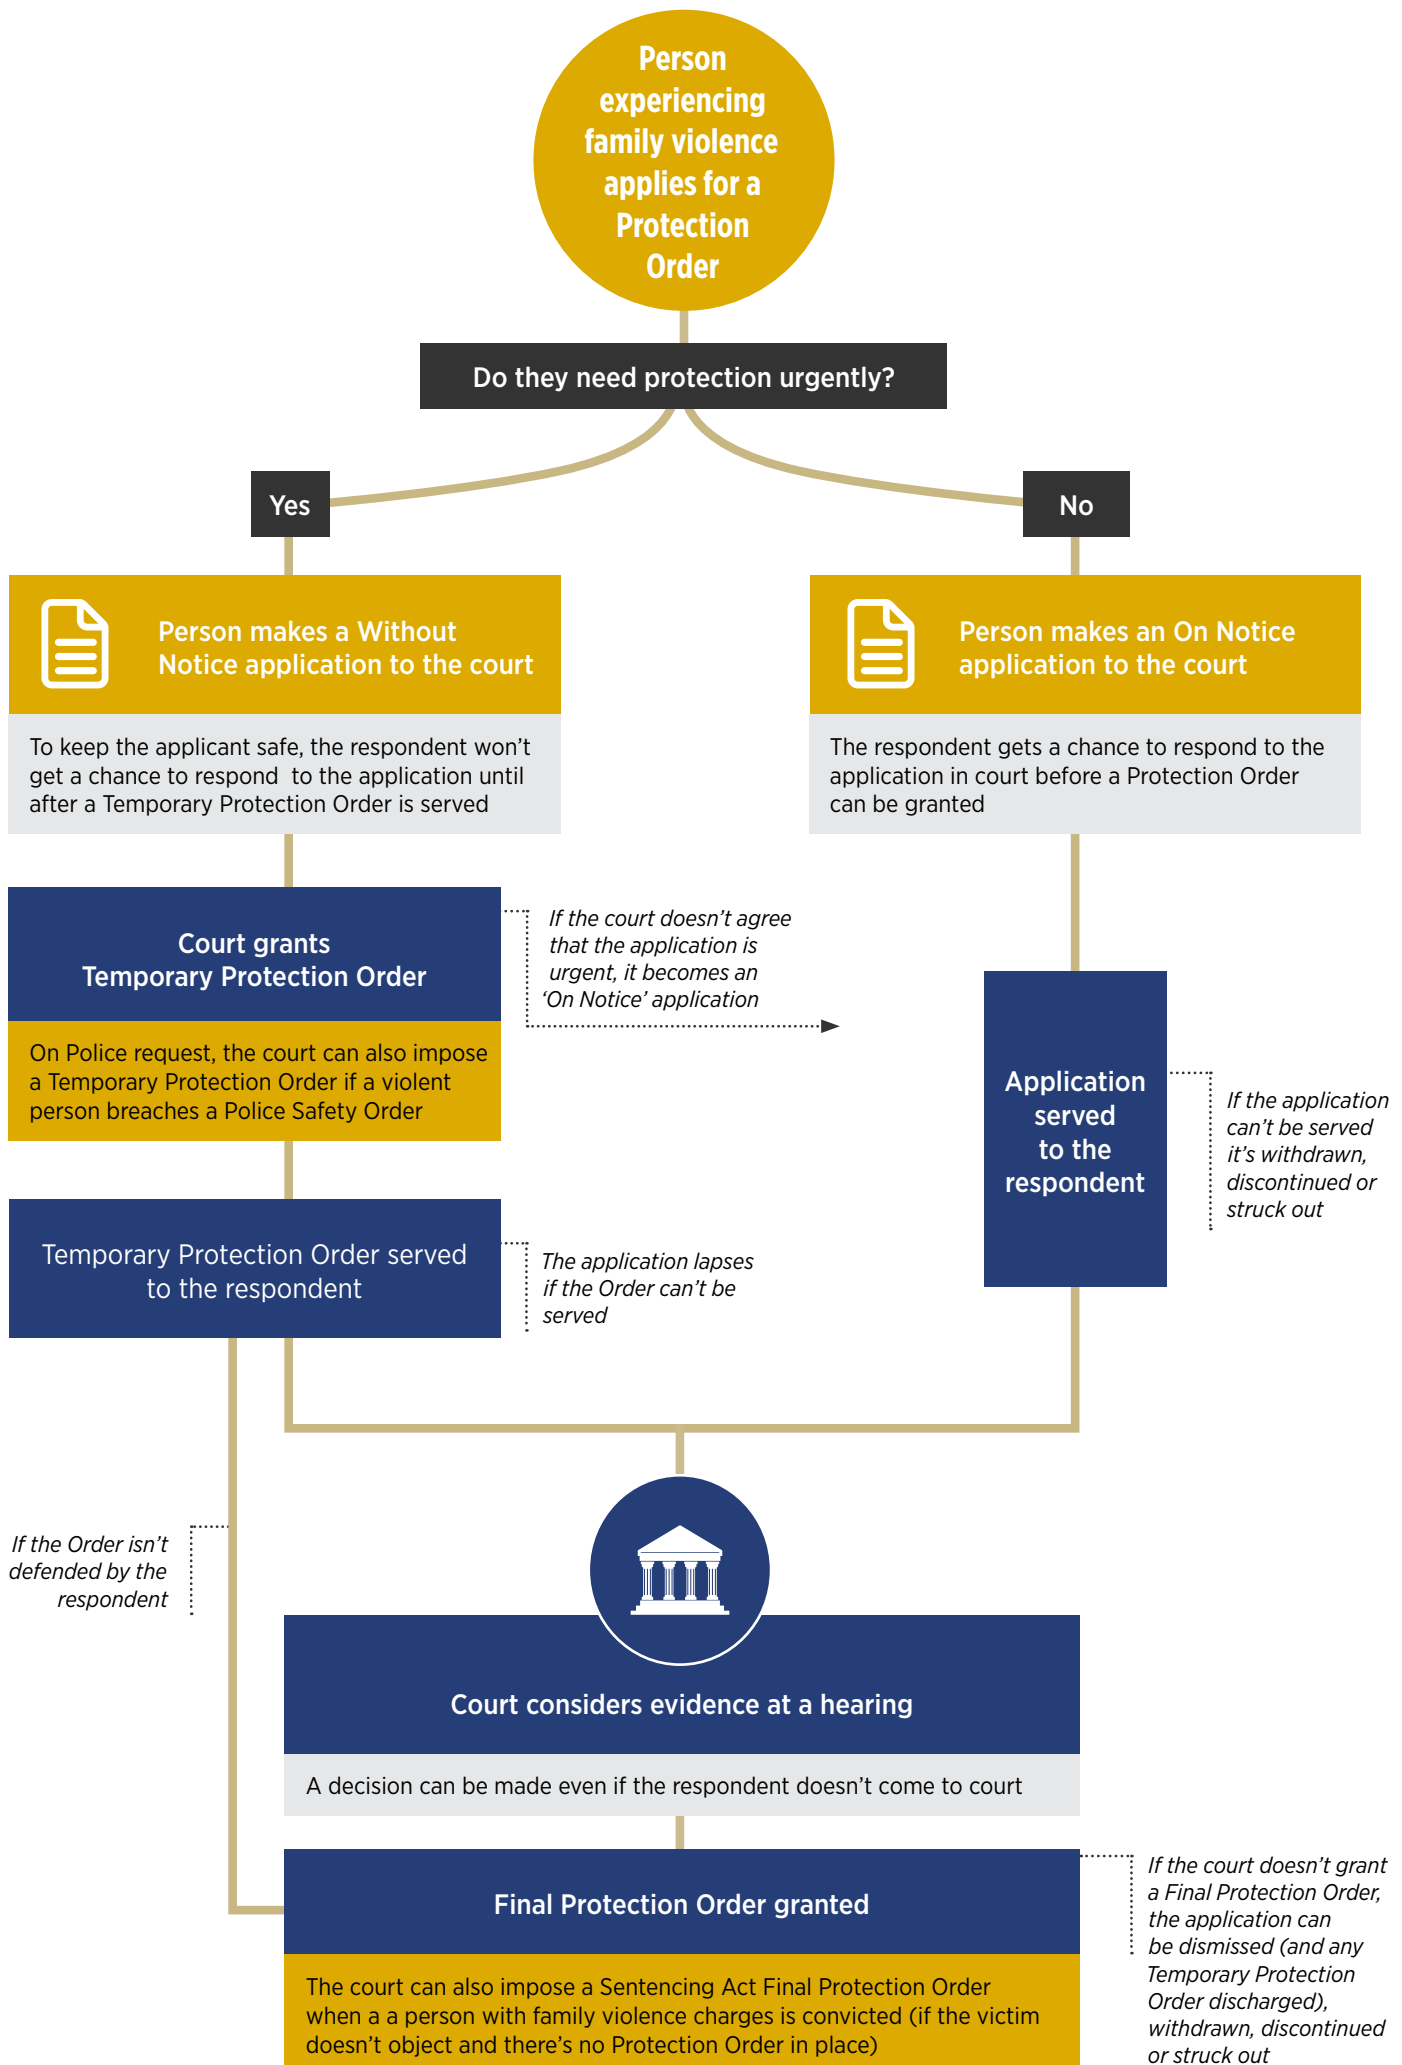 Person
experiencing
family violence
applies for a
Protection
Order
Do they need protection urgently?
Yes
No
Person makes a Without
Notice application to the court
To keep the applicant safe, the respondent won't
get a chance to respond  to the application until
after a Temporary Protection Order is served
Person makes an On Notice
application to the court
The respondent gets a chance to respond to the
application in court before a Protection Order
can be granted
Court grants
Temporary Protection Order
On Police request, the court can also impose
a Temporary Protection Order if a violent
person breaches a Police Safety Order
If the court doesn't agree
that the application is
urgent, it becomes an
‘On Notice’ application
Application
served
to the
respondent
If the application
can't be served
it's withdrawn,
discontinued or
struck out
Temporary Protection Order served
to the respondent
The application lapses
if the Order can't be
served
If the Order isn't
defended by the
respondent
Court considers evidence at a hearing
A decision can be made even if the respondent doesn't come to court
Final Protection Order granted
The court can also impose a Sentencing Act Final Protection Order
when a a person with family violence charges is convicted (if the victim
doesn't object and there's no Protection Order in place)
If the court doesn't grant
a Final Protection Order,
the application can
be dismissed (and any
Temporary Protection
Order discharged),
withdrawn, discontinued
or struck out